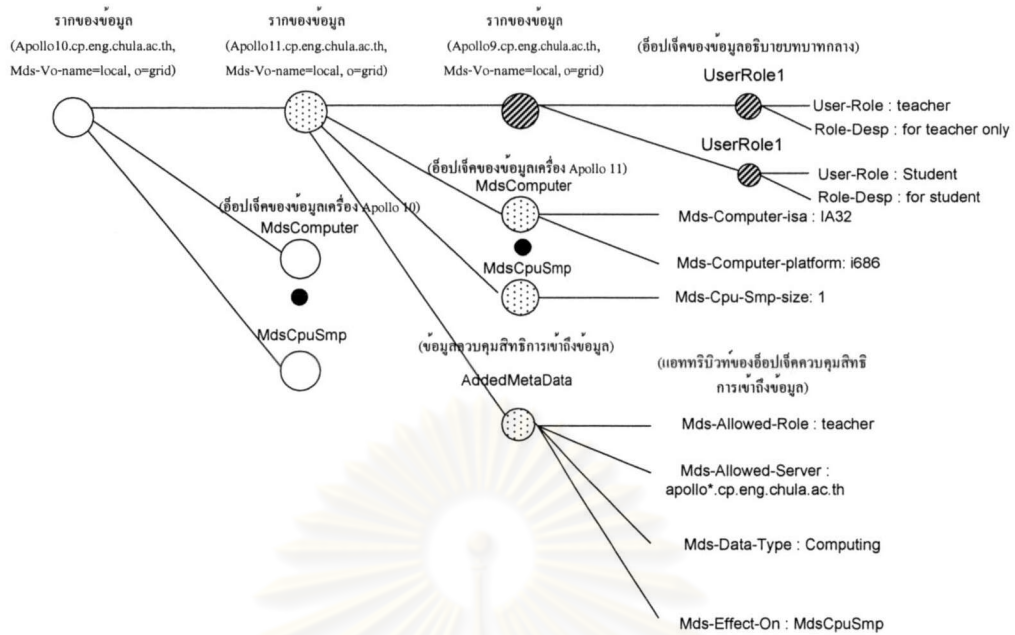 รากของข้อมูล
(Apollo10.cp.eng.chula.ac.th,
Mds-Vo-name=local, o=grid)
รากของข้อมูล
(Apollo11.cp.eng.chula.ac.th,
Mds-Vo-name=local, o=grid)
รากของข้อมูล
(Apollo9.cp.eng.chula.ac.th,
Mds-Vo-name=local, o=grid)
(อ็อปเจ็คของข้อมูลอธิบายบทบาทกลาง)
UserRole1
User-Role : teacher
Role-Desp : for teacher only
UserRole1
User-Role : Student
Role-Desp : for student
(อ็อปเจ็คของข้อมูลเครื่อง Apollo 11)
MdsComputer
Mds-Computer-isa : IA32
Mds-Computer-platform: i686
MdsCpuSmp
Mds-Cpu-Smp-size: 1
(อ็อปเจ็คของข้อมูลเครื่อง Apollo 10)
MdsComputer
MdsCpuSmp
(ข้อมูลควบคุมสิทธิการเข้าถึงข้อมูล)
AddedMetaData
(แอททริบิวท์ของอ็อปเจ็คควบคุมสิทธิ
การเข้าถึงข้อมูล)
Mds-Allowed-Role : teacher
Mds-Allowed-Server :
apollo*.cp.eng.chula.ac.th
Mds-Data-Type : Computing
Mds-Effect-On : MdsCpuSmp